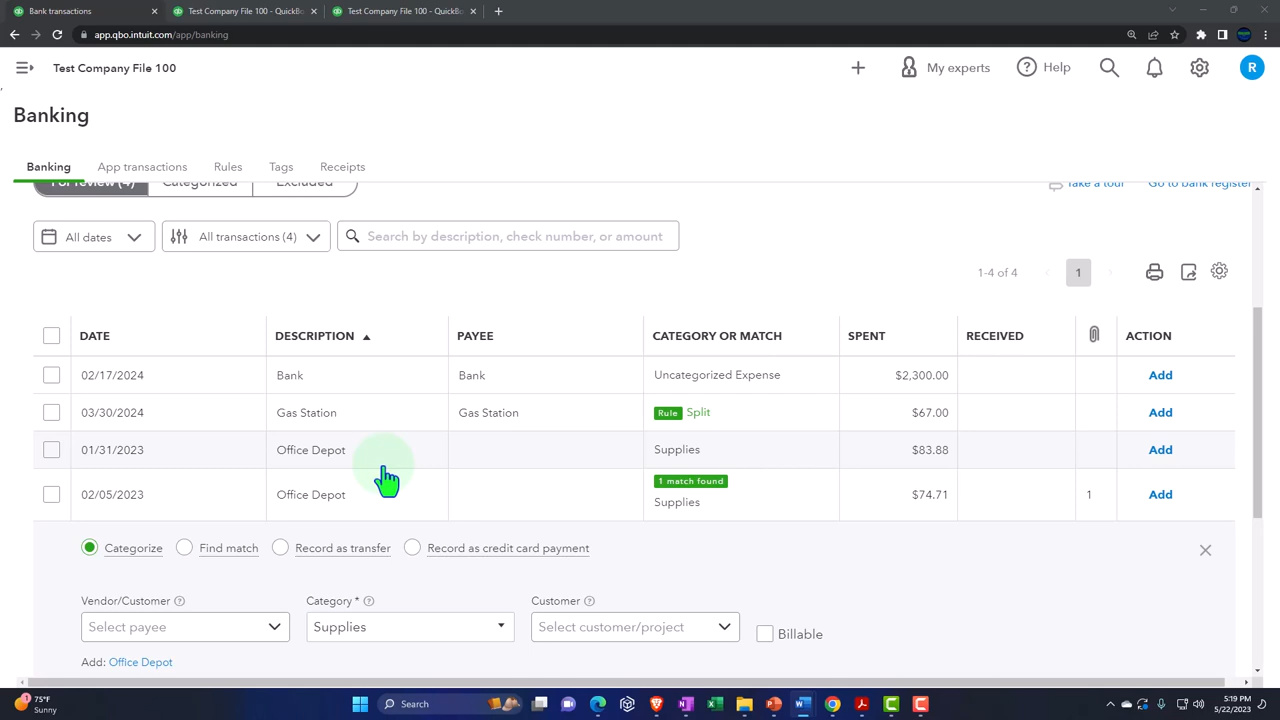 Bank transactions × Test Company File 100 - QuickBo × Test Company File 100 - QuickBo × +
app.qbo.intuit.com/app/banking
Test Company File 100 + My experts Help R
Banking
Banking App transactions Rules Tags Receipts
For review (4) Categorized Excluded Take a tour Go to bank register
All dates All transactions (4) Search by description, check number, or amount
1-4 of 4 1
DATE DESCRIPTION PAYEE CATEGORY OR MATCH SPENT RECEIVED ACTION
02/17/2024 Bank Bank Uncategorized Expense $2,300.00 Add
03/30/2024 Gas Station Gas Station Rule Split $67.00 Add
01/31/2023 Office Depot Supplies $83.88 Add
1 match found
02/05/2023 Office Depot Supplies $74.71 1 Add
Categorize Find match Record as transfer Record as credit card payment
Vendor/Customer Category * Customer
Select payee Supplies Select customer/project Billable
Add: Office Depot
1 75°F Sunny Search 5:19 PM 5/22/2023